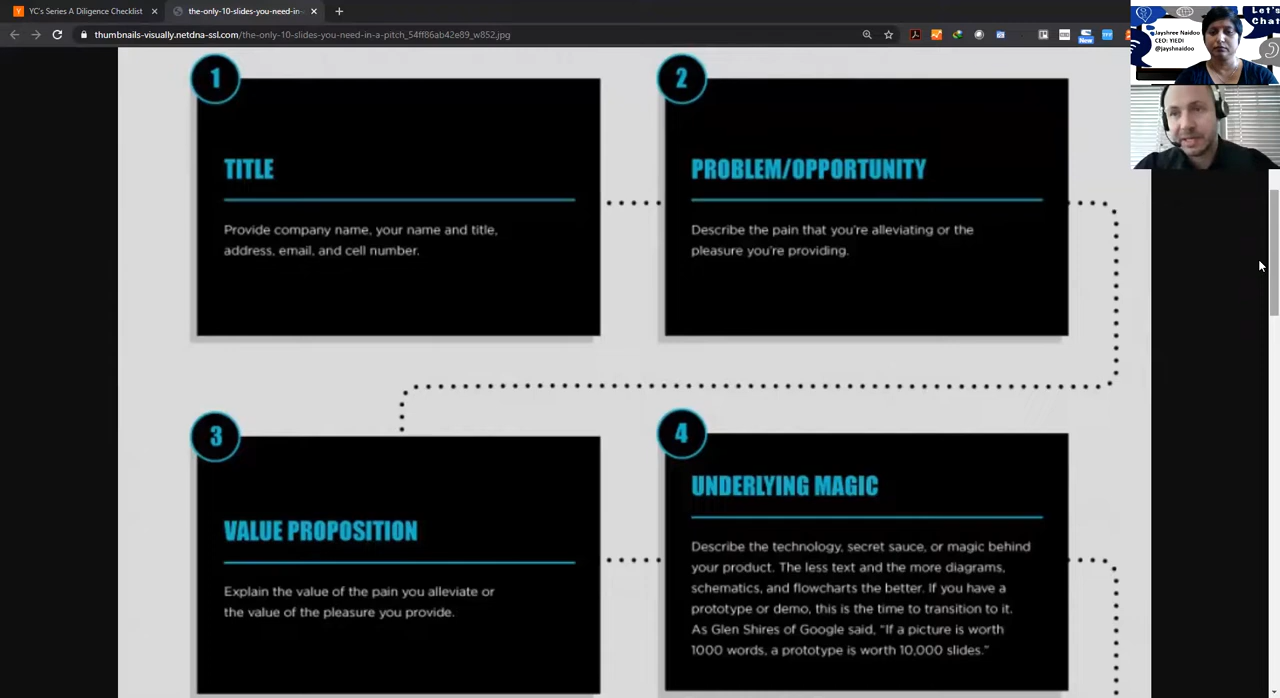 YC's Series A Diligence Checklist
the-only-10-slides-you-need-in-
thumbnails-visually.netdna-ssl.com/the-only-10-slides-you-need-in-a-pitch_54ff86ab42e89_w852.jpg
New
Jayshree Naidoo
CEO: YIEDI
@jayshnaidoo
Let's
Chat
1
TITLE
Provide company name, your name and title,
address, email, and cell number.
2
PROBLEM/OPPORTUNITY
Describe the pain that you're alleviating or the
pleasure you're providing.
3
VALUE PROPOSITION
Explain the value of the pain you alleviate or
the value of the pleasure you provide.
4
UNDERLYING MAGIC
Describe the technology, secret sauce, or magic behind
your product. The less text and the more diagrams,
schematics, and flowcharts the better. If you have a
prototype or demo, this is the time to transition to it.
As Glen Shires of Google said, "If a picture is worth
1000 words, a prototype is worth 10,000 slides."